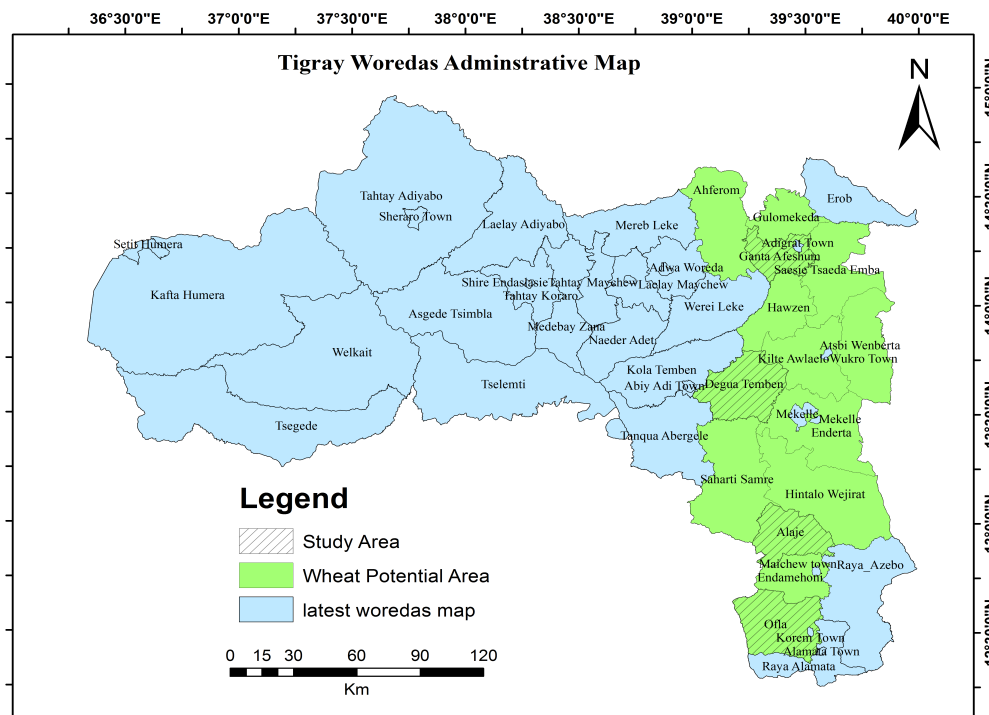 36°30'0"E 37°0'0"E 37°30'0"E 38°0'0"E 38°30'0"E 39°0'0"E 39°30'0"E 40°0'0"E
Tigray Woredas Adminstrative Map
N
Ahferom
Tahtay Adiyabo
Erob
Sheraro Town
Gulomekeda
Laelay Adiyabo
Mereb Leke
Setit Humera
Adigrat Town
Ganta Afeshum
Adwa Woreda
Saesie Tsaeda Emba
Shire Endaslasie
Tahtay Maychew
Laelay Maychew
Kafta Humera
Tahtay Koraro
Werei Leke
Hawzen
Asgede Tsimbla
Medebay Zana
Naeder Adet
Atsbi Wenberta
Welkait
Kilte Awlaelo
Wukro Town
Kola Temben
Tselemti
Abiy Adi Town
Degua Temben
Mekelle
Mekelle
Tsegede
Enderta
Tanqua Abergele
Saharti Samre
Hintalo Wejirat
Alaje
Maichew town
Raya_Azebo
Endamehoni
Ofla
Korem Town
Alamata Town
Raya Alamata
Legend
Study Area
Wheat Potential Area
latest woredas map
0 15 30 60 90 120
Km